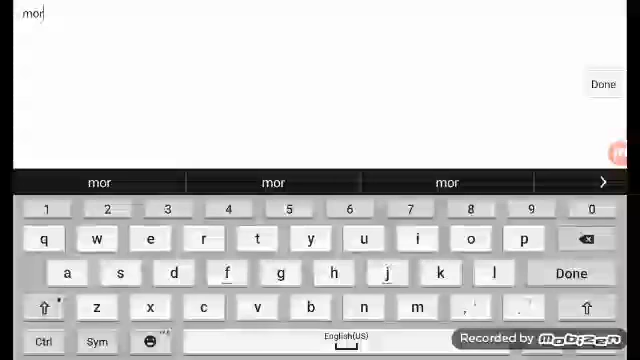 mor
Done
mor mor mor
1 2 3 4 5 6 7 8 9 0
q w e r t y u i o p
a s d f g h j k l Done
z x c v b n m , .
Ctrl Sym English(US)
Recorded by mobizen